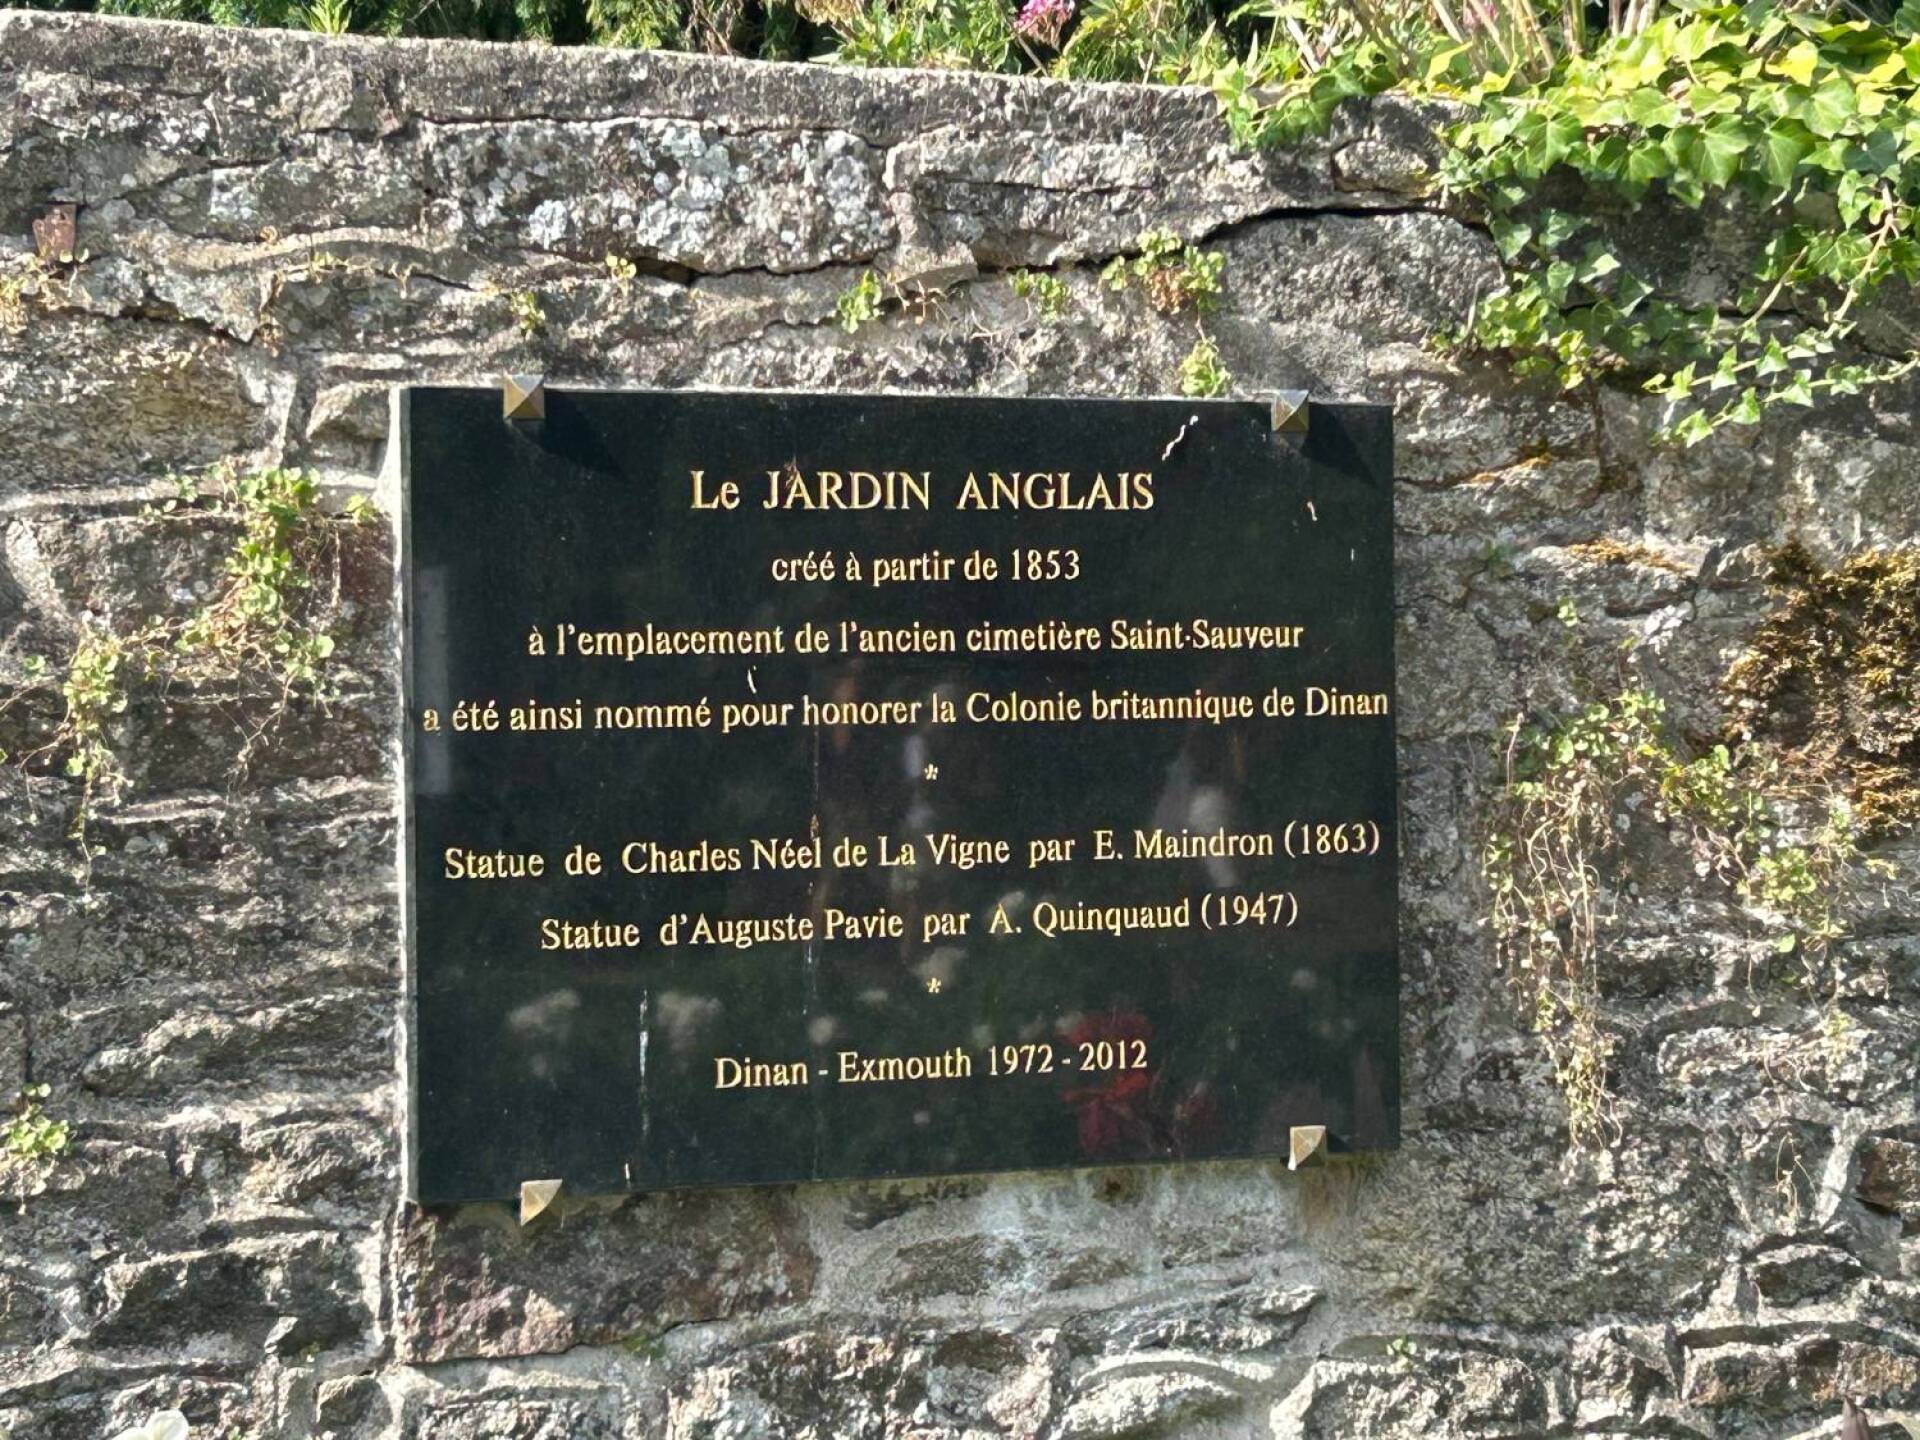 Le JARDIN ANGLAIS
créé à partir de 1853
à l'emplacement de l'ancien cimetière Saint-Sauveur
a été ainsi nommé pour honorer la Colonie britannique de Dinan
*
Statue de Charles Néel de La Vigne par E. Maindron (1863)
Statue d'Auguste Pavie par A. Quinquaud (1947)
*
Dinan - Exmouth 1972 - 2012